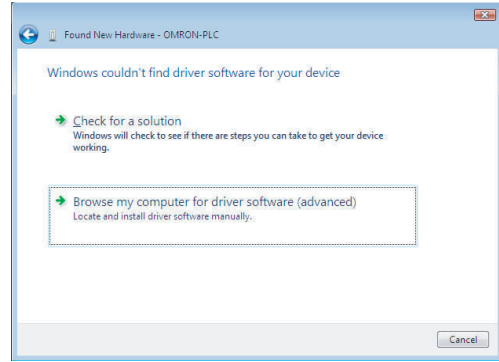 Found New Hardware - OMRON-PLC
Windows couldn't find driver software for your device
Check for a solution
Windows will check to see if there are steps you can take to get your device
working.
Browse my computer for driver software (advanced)
Locate and install driver software manually.
Cancel